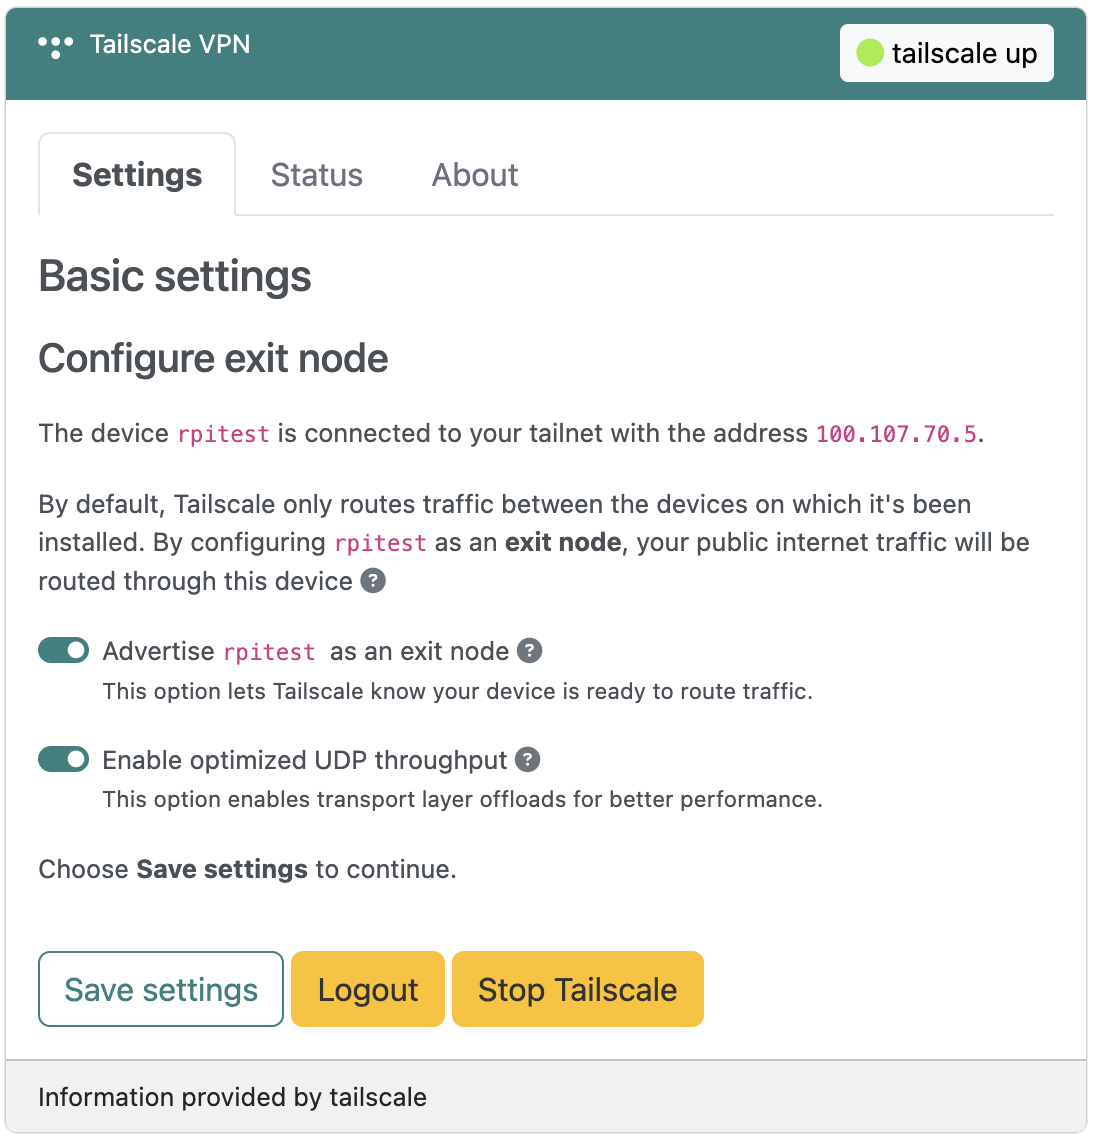 Tailscale VPN
tailscale up
Settings
Status
About
Basic settings
Configure exit node
The device rpitest is connected to your tailnet with the address 100.107.70.5.
By default, Tailscale only routes traffic between the devices on which it's been
installed. By configuring rpitest as an exit node, your public internet traffic will be
routed through this device ?
Advertise rpitest as an exit node ?
This option lets Tailscale know your device is ready to route traffic.
Enable optimized UDP throughput ?
This option enables transport layer offloads for better performance.
Choose Save settings to continue.
Save settings
Logout
Stop Tailscale
Information provided by tailscale